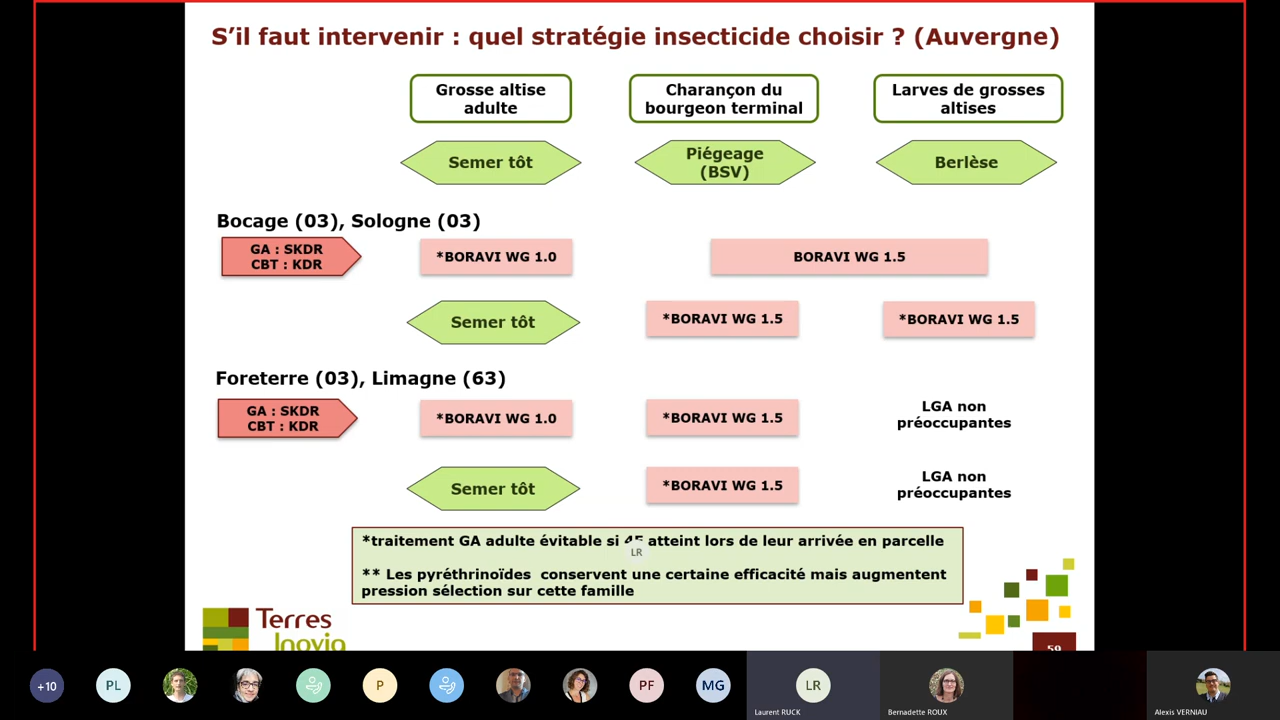 S’il faut intervenir : quel stratégie insecticide choisir ? (Auvergne)
Grosse altise
adulte
Charançon du
bourgeon terminal
Larves de grosses
altises
Semer tôt
Piégeage
(BSV)
Berlèse
Bocage (03), Sologne (03)
GA : SKDR
CBT : KDR
*BORAVI WG 1.0
BORAVI WG 1.5
Semer tôt
*BORAVI WG 1.5
*BORAVI WG 1.5
Foreterre (03), Limagne (63)
GA : SKDR
CBT : KDR
*BORAVI WG 1.0
*BORAVI WG 1.5
LGA non
préoccupantes
Semer tôt
*BORAVI WG 1.5
LGA non
préoccupantes
*traitement GA adulte évitable si 4F atteint lors de leur arrivée en parcelle
LR
** Les pyréthrinoïdes conservent une certaine efficacité mais augmentent
pression sélection sur cette famille
Terres
Inovia
59
+10
PL
P
PF
MG
LR
Laurent RUCK
Bernadette ROUX
Alexis VERNIAU